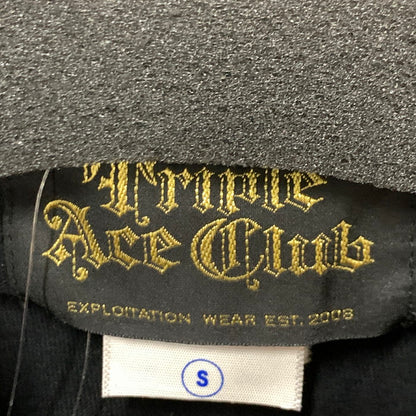 Triple
Ace Club
EXPLOITATION WEAR EST. 2008
S